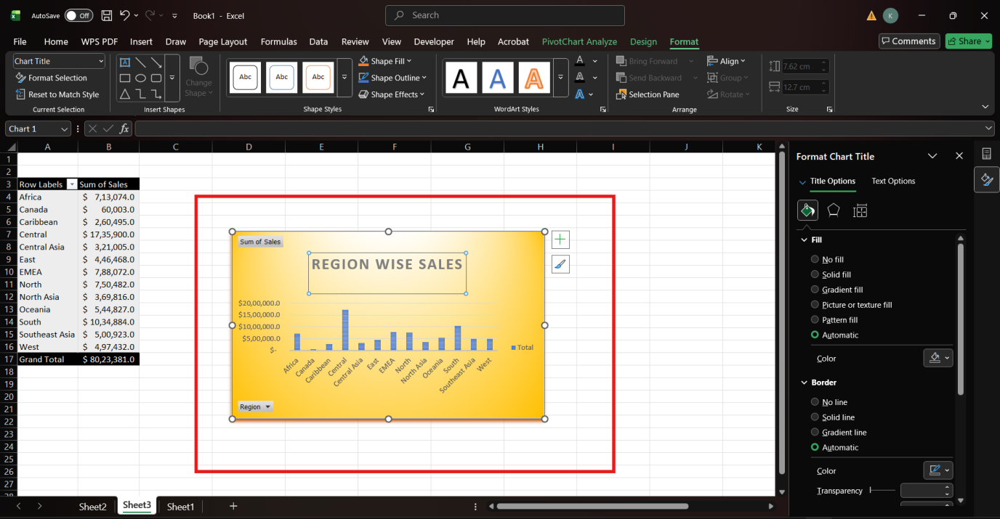 AutoSave Off Book1 - Excel Search K
File Home WPS PDF Insert Draw Page Layout Formulas Data Review View Developer Help Acrobat PivotChart Analyze Design Format Comments Share
Chart Title
Format Selection
Reset to Match Style
Current Selection
A
Change
Shape
Insert Shapes
Abc Abc Abc
Shape Fill
Shape Outline
Shape Effects
Shape Styles
A A A
A
A
A
WordArt Styles
Bring Forward
Send Backward
Selection Pane
Align
Group
Rotate
Arrange
7.62 cm
12.7 cm
Size
Chart 1 fx
A B C D E F G H I J K
1
2
3 Row Labels Sum of Sales
4 Africa $ 7,13,074.0
5 Canada $ 60,003.0
6 Caribbean $ 2,60,495.0
7 Central $ 17,35,900.0
8 Central Asia $ 3,21,005.0
9 East $ 4,46,468.0
10 EMEA $ 7,88,072.0
11 North $ 7,50,482.0
12 North Asia $ 3,69,816.0
13 Oceania $ 5,44,827.0
14 South $ 10,34,884.0
15 Southeast Asia $ 5,00,923.0
16 West $ 4,97,432.0
17 Grand Total $ 80,23,381.0
18
19
20
21
22
23
24
25
26
27
28
Sum of Sales
REGION WISE SALES
$20,00,000.0
$15,00,000.0
$10,00,000.0
$5,00,000.0
$-
Africa
Canada
Caribbean
Central
Central Asia
East
EMEA
North
North Asia
Oceania
South
Southeast Asia
West
Total
Region
Format Chart Title
Title Options Text Options
Fill
No fill
Solid fill
Gradient fill
Picture or texture fill
Pattern fill
Automatic
Color
Border
No line
Solid line
Gradient line
Automatic
Color
Transparency
Sheet2 Sheet3 Sheet1